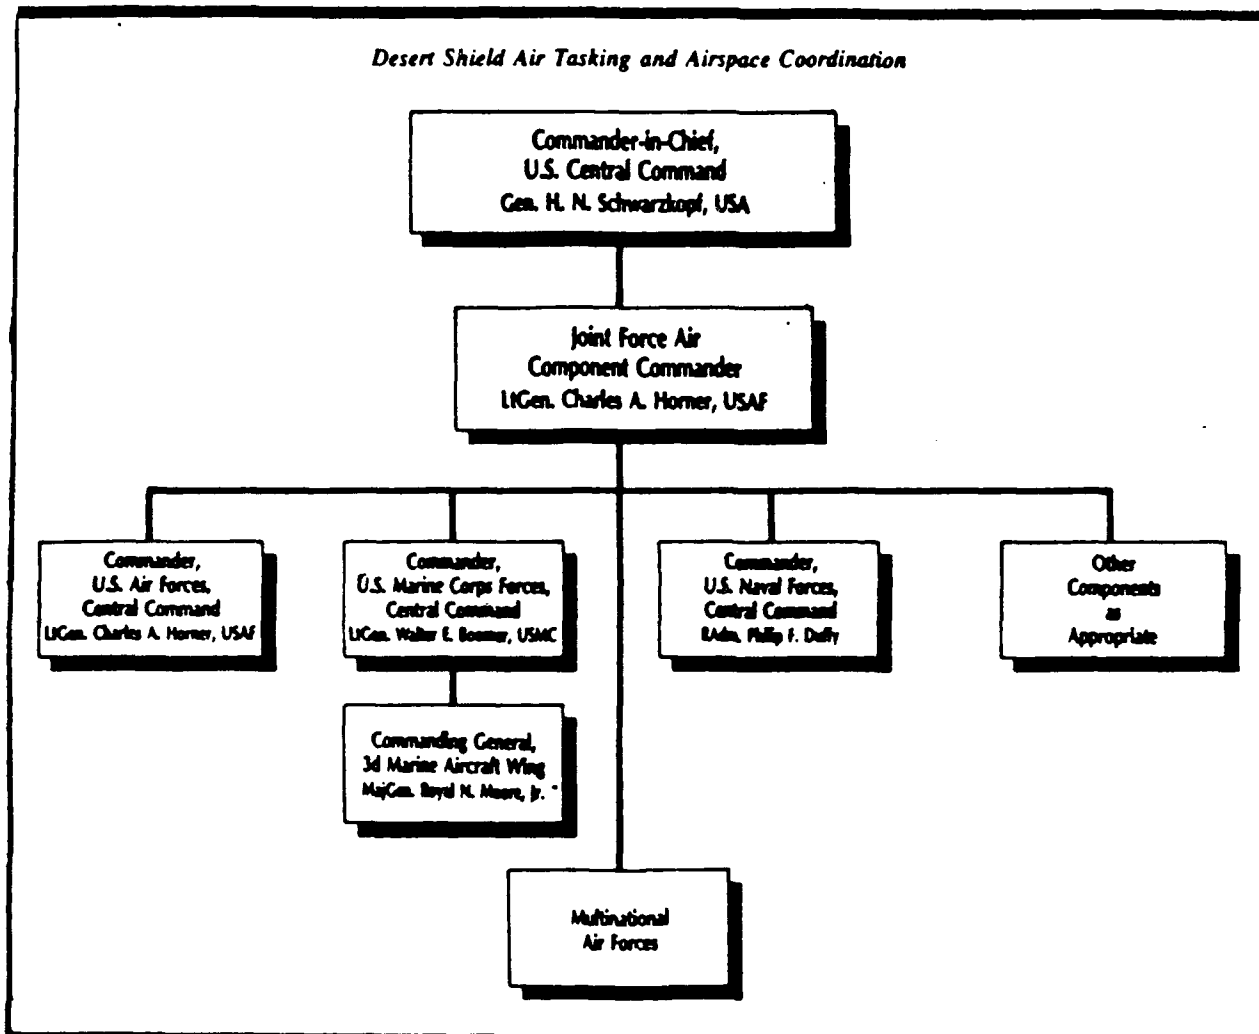 Desert Shield Air Tasking and Airspace Coordination
Commander-in-Chief,
U.S. Central Command
Gen. H. N. Schwarzkopf, USA
Joint Force Air
Component Commander
LtGen. Charles A. Horner, USAF
Commander,
U.S. Air Forces,
Central Command
LtGen. Charles A. Horner, USAF
Commander,
U.S. Marine Corps Forces,
Central Command
LtGen. Walter E. Boomer, USMC
Commander,
U.S. Naval Forces,
Central Command
RAdm. Phillip F. Duffy
Other
Components
as
Appropriate
Commanding General,
3d Marine Aircraft Wing
MajGen. Royal N. Moore, Jr.
Multinational
Air Forces